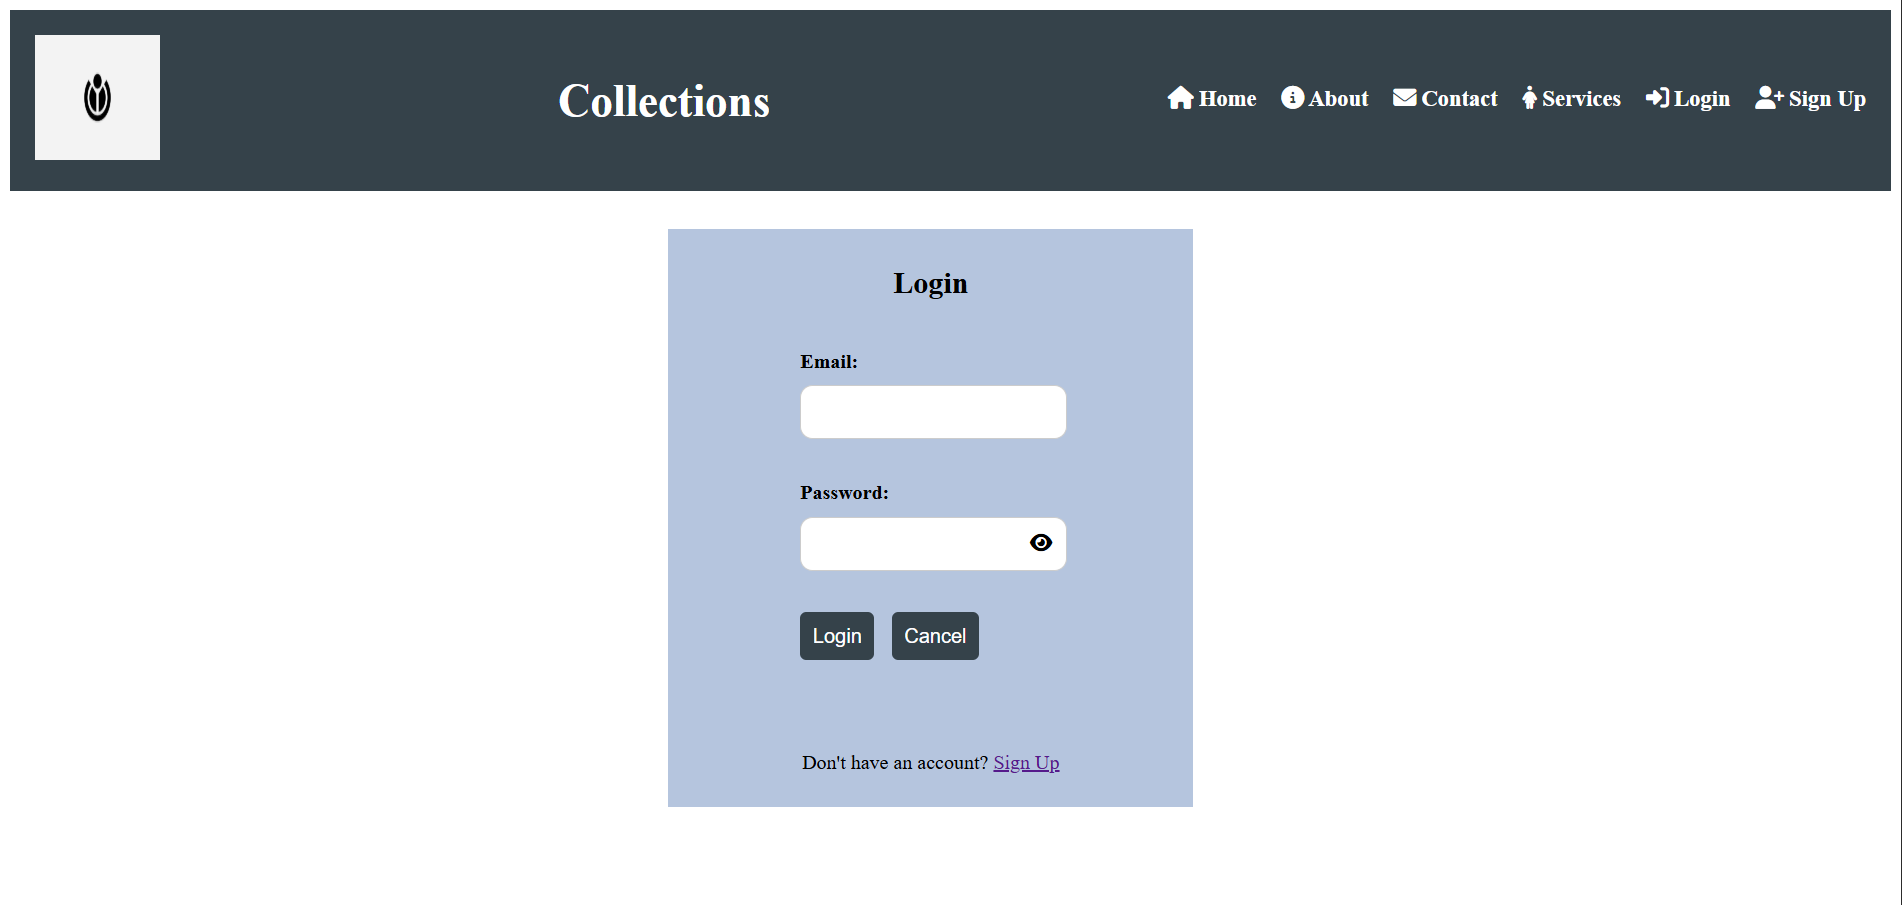 Collections
Home About Contact Services Login Sign Up
Login
Email:
Password:
Login Cancel
Don't have an account? Sign Up